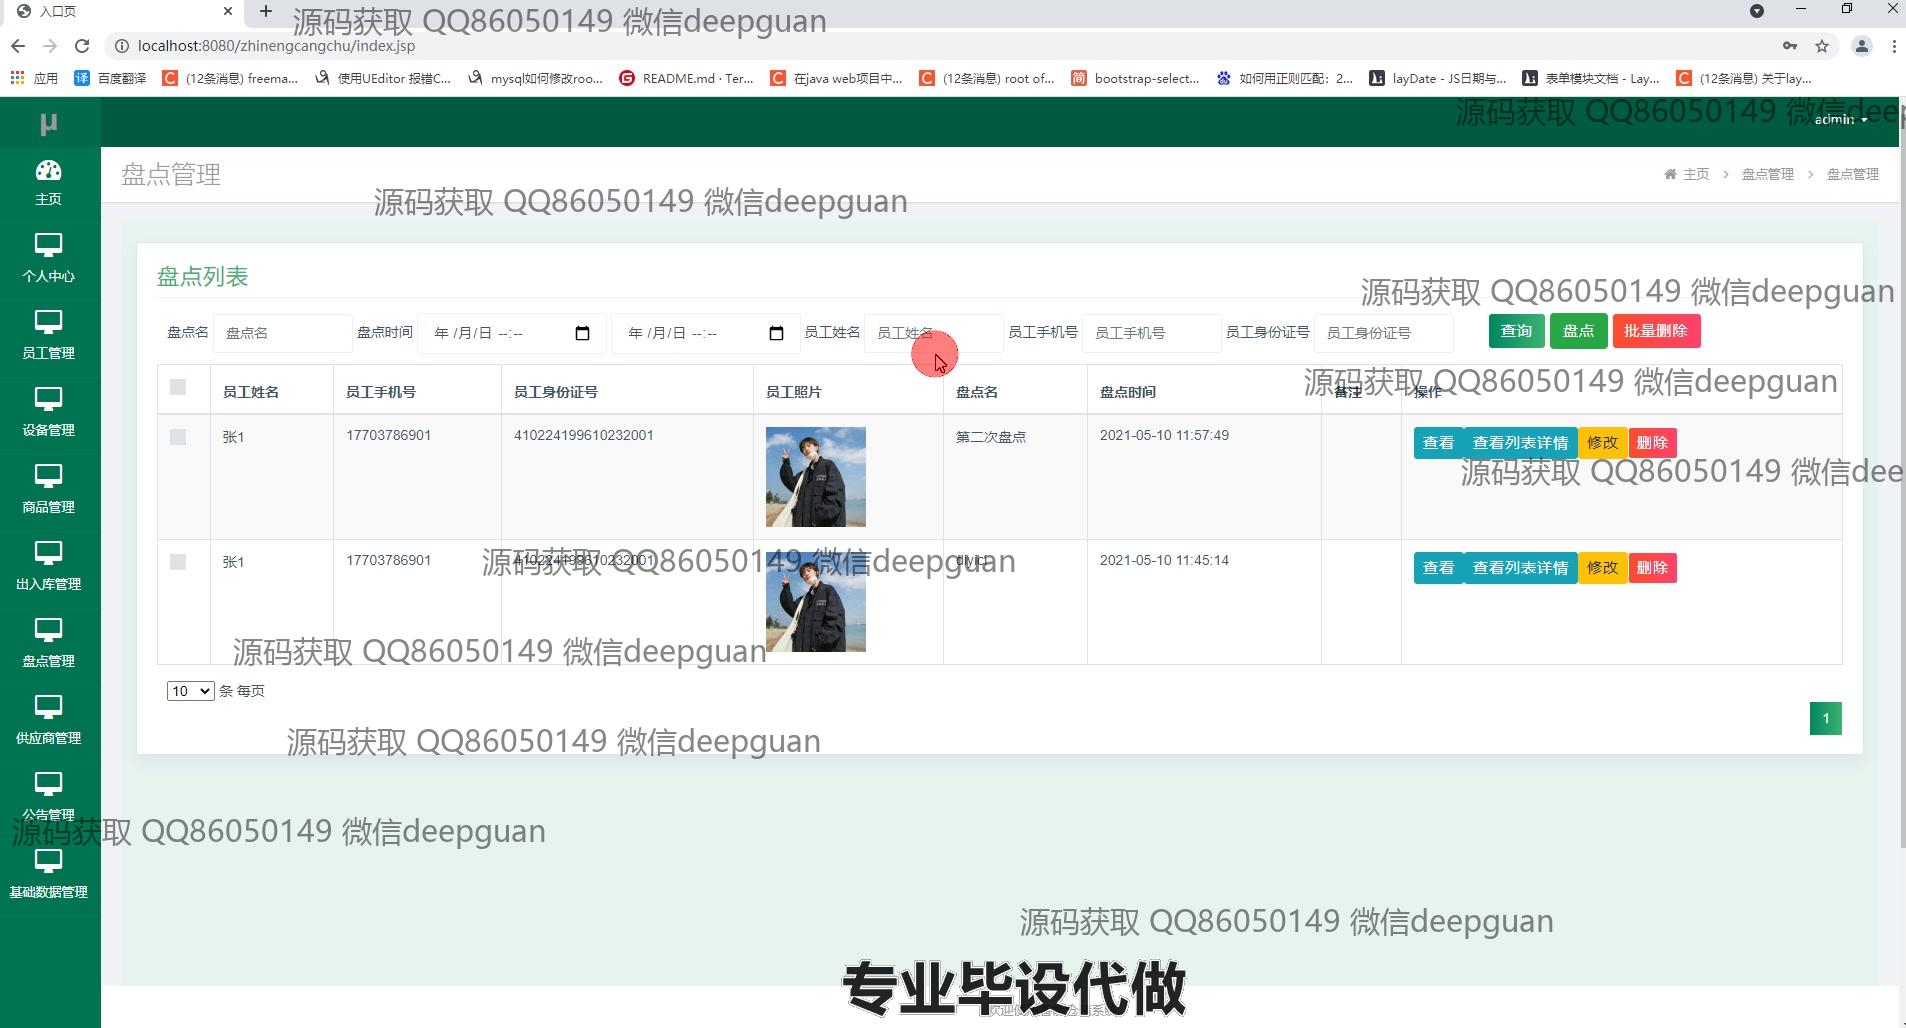 入口页
源码获取 QQ86050149 微信deepguan
localhost:8080/zhinengcangchu/index.jsp
应用 百度翻译 (12条消息) freema... 使用UEditor 报错C... mysql如何修改roo... README.md · Ter... 在java web项目中... (12条消息) root of... bootstrap-select... 如何用正则匹配：2... layDate - JS日期与... 表单模块文档 - Lay... (12条消息) 关于lay...
μ
源码获取 QQ86050149 微信deep
admin
盘点管理
主页 > 盘点管理 > 盘点管理
源码获取 QQ86050149 微信deepguan
主页
个人中心
员工管理
设备管理
商品管理
出入库管理
盘点管理
供应商管理
公告管理
基础数据管理
盘点列表
源码获取 QQ86050149 微信deepguan
盘点名 盘点名 盘点时间 年 /月/日 --:-- 年 /月/日 --:-- 员工姓名 员工姓名 员工手机号 员工手机号 员工身份证号 员工身份证号 查询 盘点 批量删除
源码获取 QQ86050149 微信deepguan
员工姓名 员工手机号 员工身份证号 员工照片 盘点名 盘点时间 备注 操作
张1 17703786901 410224199610232001 第二次盘点 2021-05-10 11:57:49 查看 查看列表详情 修改 删除
源码获取 QQ86050149 微信dee
张1 17703786901 410224199610232001 diyici 2021-05-10 11:45:14 查看 查看列表详情 修改 删除
源码获取 QQ86050149 微信deepguan
源码获取 QQ86050149 微信deepguan
10 条 每页
1
源码获取 QQ86050149 微信deepguan
源码获取 QQ86050149 微信deepguan
源码获取 QQ86050149 微信deepguan
专业毕设代做